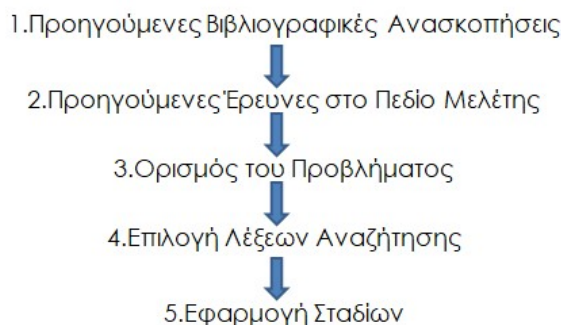 1.Προηγούμενες Βιβλιογραφικές Ανασκοπήσεις
2.Προηγούμενες Έρευνες στο Πεδίο Μελέτης
3.Ορισμός του Προβλήματος
4.Επιλογή Λέξεων Αναζήτησης
5.Εφαρμογή Σταδίων